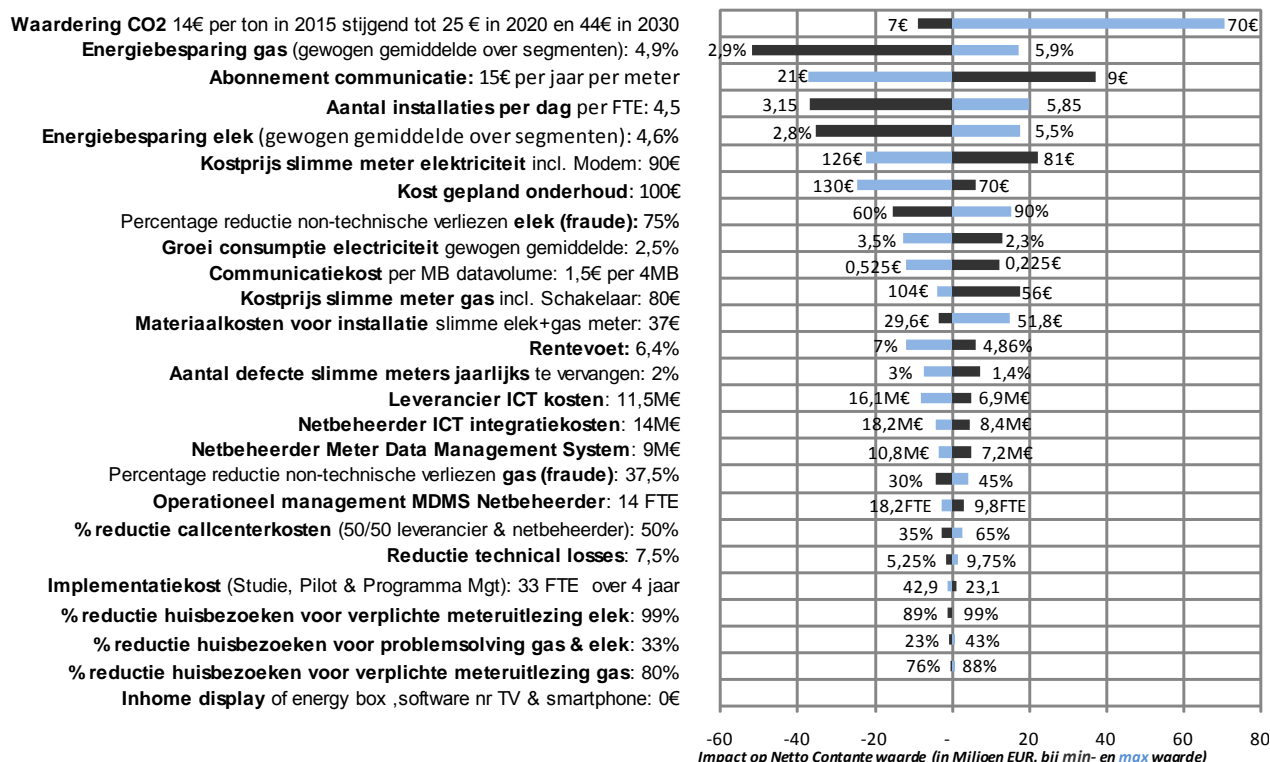 Waardering CO2 14€ per ton in 2015 stijgend tot 25 € in 2020 en 44€ in 2030 7€ 70€
Energiebesparing gas (gewogen gemiddelde over segmenten): 4,9% 2,9% 5,9%
Abonnement communicatie: 15€ per jaar per meter 21€ 9€
Aantal installaties per dag per FTE: 4,5 3,15 5,85
Energiebesparing elek (gewogen gemiddelde over segmenten): 4,6% 2,8% 5,5%
Kostprijs slimme meter elektriciteit incl. Modem: 90€ 126€ 81€
Kost gepland onderhoud: 100€ 130€ 70€
Percentage reductie non-technische verliezen elek (fraude): 75% 60% 90%
Groei consumptie electriciteit gewogen gemiddelde: 2,5% 3,5% 2,3%
Communicatiekost per MB datavolume: 1,5€ per 4MB 0,525€ 0,225€
Kostprijs slimme meter gas incl. Schakelaar: 80€ 104€ 56€
Materiaalkosten voor installatie slimme elek+gas meter: 37€ 29,6€ 51,8€
Rentevoet: 6,4% 7% 4,86%
Aantal defecte slimme meters jaarlijks te vervangen: 2% 3% 1,4%
Leverancier ICT kosten: 11,5M€ 16,1M€ 6,9M€
Netbeheerder ICT integratiekosten: 14M€ 18,2M€ 8,4M€
Netbeheerder Meter Data Management System: 9M€ 10,8M€ 7,2M€
Percentage reductie non-technische verliezen gas (fraude): 37,5% 30% 45%
Operationeel management MDMS Netbeheerder: 14 FTE 18,2FTE 9,8FTE
% reductie callcenterkosten (50/50 leverancier & netbeheerder): 50% 35% 65%
Reductie technical losses: 7,5% 5,25% 9,75%
Implementatiekost (Studie, Pilot & Programma Mgt): 33 FTE over 4 jaar 42,9 23,1
% reductie huisbezoeken voor verplichte meteruitlezing elek: 99% 89% 99%
% reductie huisbezoeken voor problemsolving gas & elek: 33% 23% 43%
% reductie huisbezoeken voor verplichte meteruitlezing gas: 80% 76% 88%
Inhome display of energy box ,software nr TV & smartphone: 0€
-60 -40 -20 - 20 40 60 80
Impact op Netto Contante waarde (in Miljoen EUR, bij min- en max waarde)